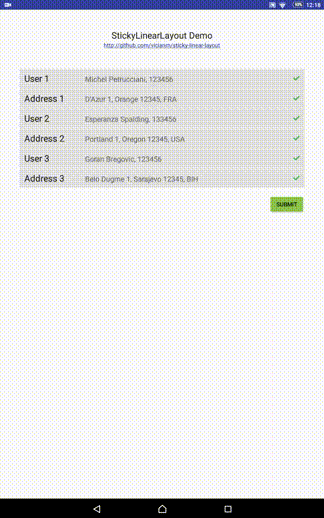 93% 12:18
StickyLinearLayout Demo
http://github.com/vicianm/sticky-linear-layout
User 1 Michel Petrucciani, 123456
Address 1 D'Azur 1, Orange 12345, FRA
User 2 Esperanza Spalding, 133456
Address 2 Portland 1, Oregon 12345, USA
User 3 Goran Bregovic, 123456
Address 3 Belo Dugme 1, Sarajevo 12345, BIH
SUBMIT